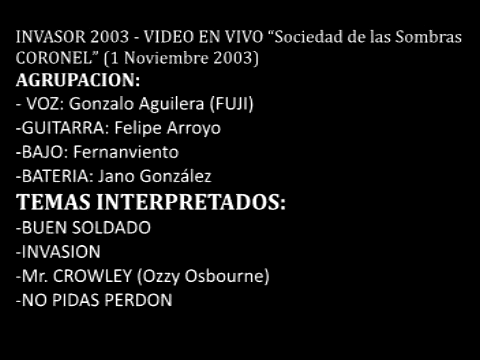 INVASOR 2003 - VIDEO EN VIVO “Sociedad de las Sombras
CORONEL” (1 Noviembre 2003)
AGRUPACION:
- VOZ: Gonzalo Aguilera (FUJI)
-GUITARRA: Felipe Arroyo
-BAJO: Fernanviento
-BATERIA: Jano González
TEMAS INTERPRETADOS:
-BUEN SOLDADO
-INVASION
-Mr. CROWLEY (Ozzy Osbourne)
-NO PIDAS PERDON